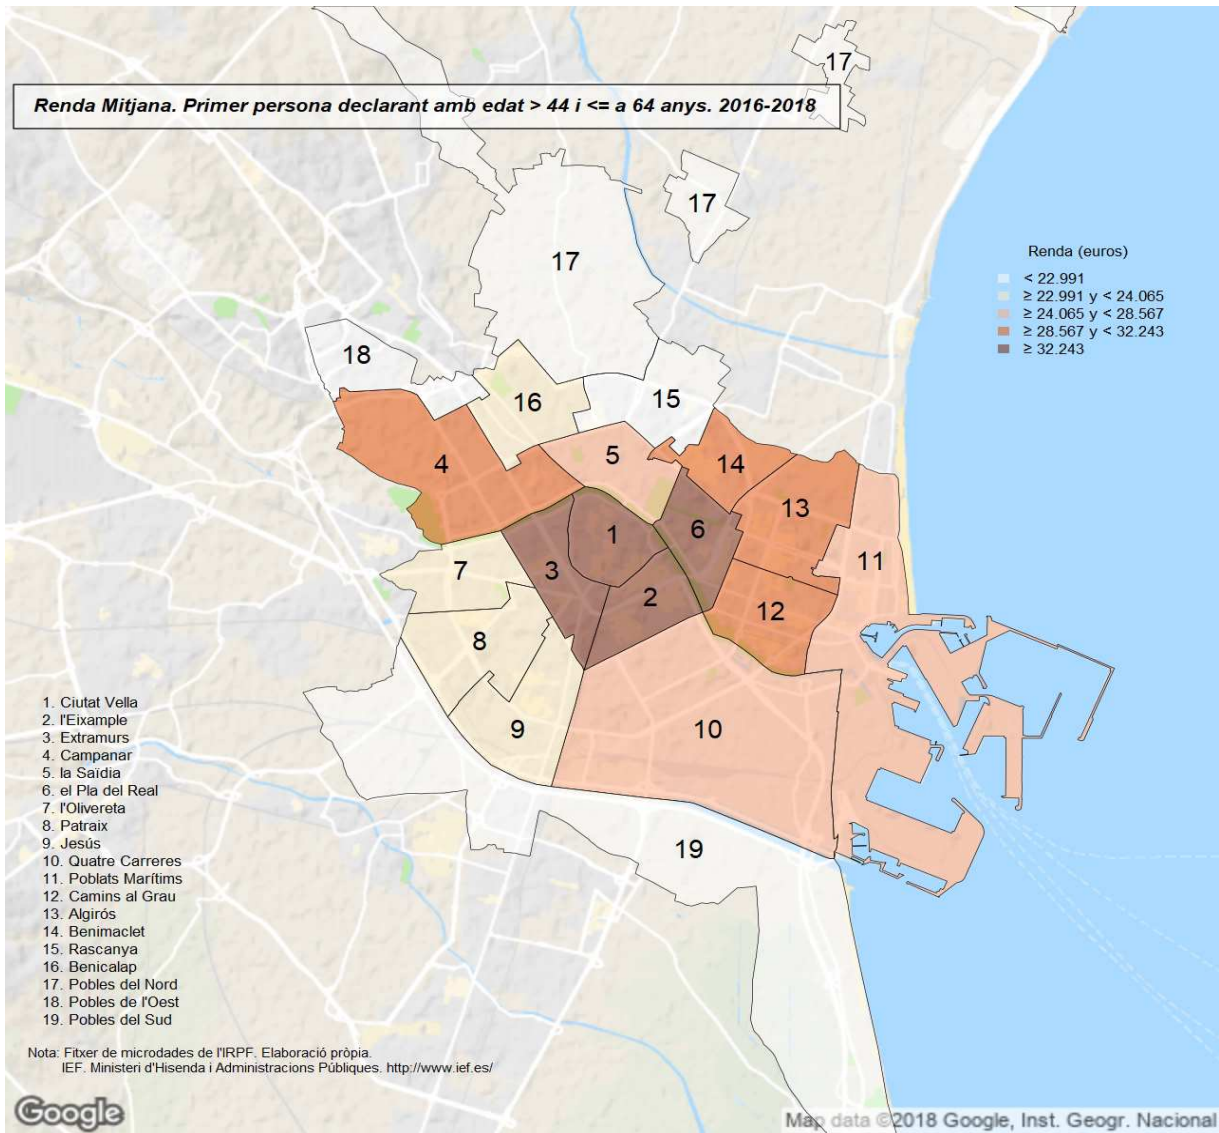 17
Renda Mitjana. Primer persona declarant amb edat > 44 i <= a 64 anys. 2016-2018
17
17
Renda (euros)
< 22.991
≥ 22.991 y < 24.065
≥ 24.065 y < 28.567
≥ 28.567 y < 32.243
≥ 32.243
18
16
15
5
4
14
13
1
6
11
3
7
2
12
8
9
10
19
1. Ciutat Vella
2. l'Eixample
3. Extramurs
4. Campanar
5. la Saïdia
6. el Pla del Real
7. l'Olivereta
8. Patraix
9. Jesús
10. Quatre Carreres
11. Poblats Marítims
12. Camins al Grau
13. Algirós
14. Benimaclet
15. Rascanya
16. Benicalap
17. Pobles del Nord
18. Pobles de l'Oest
19. Pobles del Sud
Nota: Fitxer de microdades de l'IRPF. Elaboració pròpia.
IEF. Ministeri d'Hisenda i Administracions Públiques. http://www.ief.es/
Google
Map data ©2018 Google, Inst. Geogr. Nacional